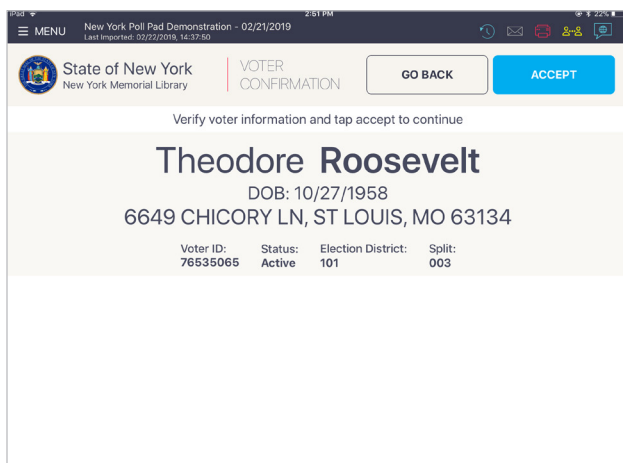 iPad 2:51 PM 22%
MENU
New York Poll Pad Demonstration - 02/21/2019
Last Imported: 02/22/2019, 14:37:50
State of New York
New York Memorial Library
VOTER
CONFIRMATION
GO BACK
ACCEPT
Verify voter information and tap accept to continue
Theodore Roosevelt
DOB: 10/27/1958
6649 CHICORY LN, ST LOUIS, MO 63134
Voter ID: Status: Election District: Split:
76535065 Active 101 003